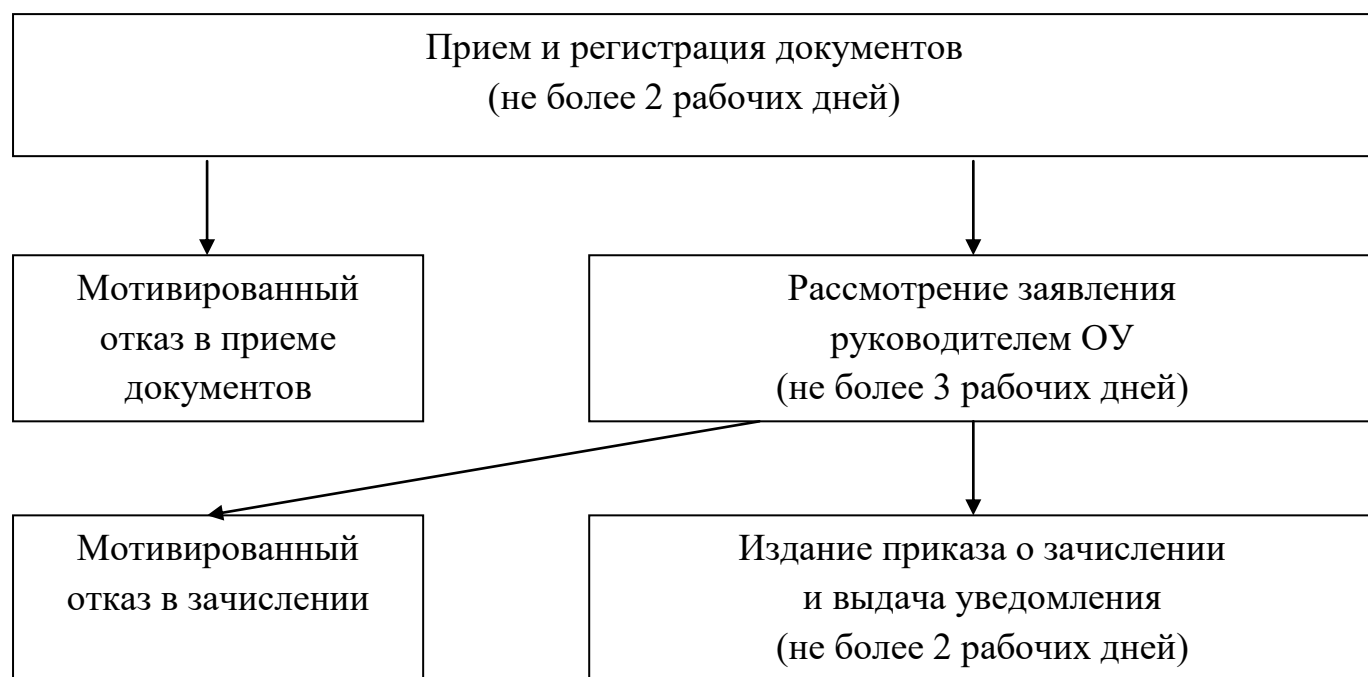 Прием и регистрация документов
(не более 2 рабочих дней)
Мотивированный
отказ в приеме
документов
Рассмотрение заявления
руководителем ОУ
(не более 3 рабочих дней)
Мотивированный
отказ в зачислении
Издание приказа о зачислении
и выдача уведомления
(не более 2 рабочих дней)